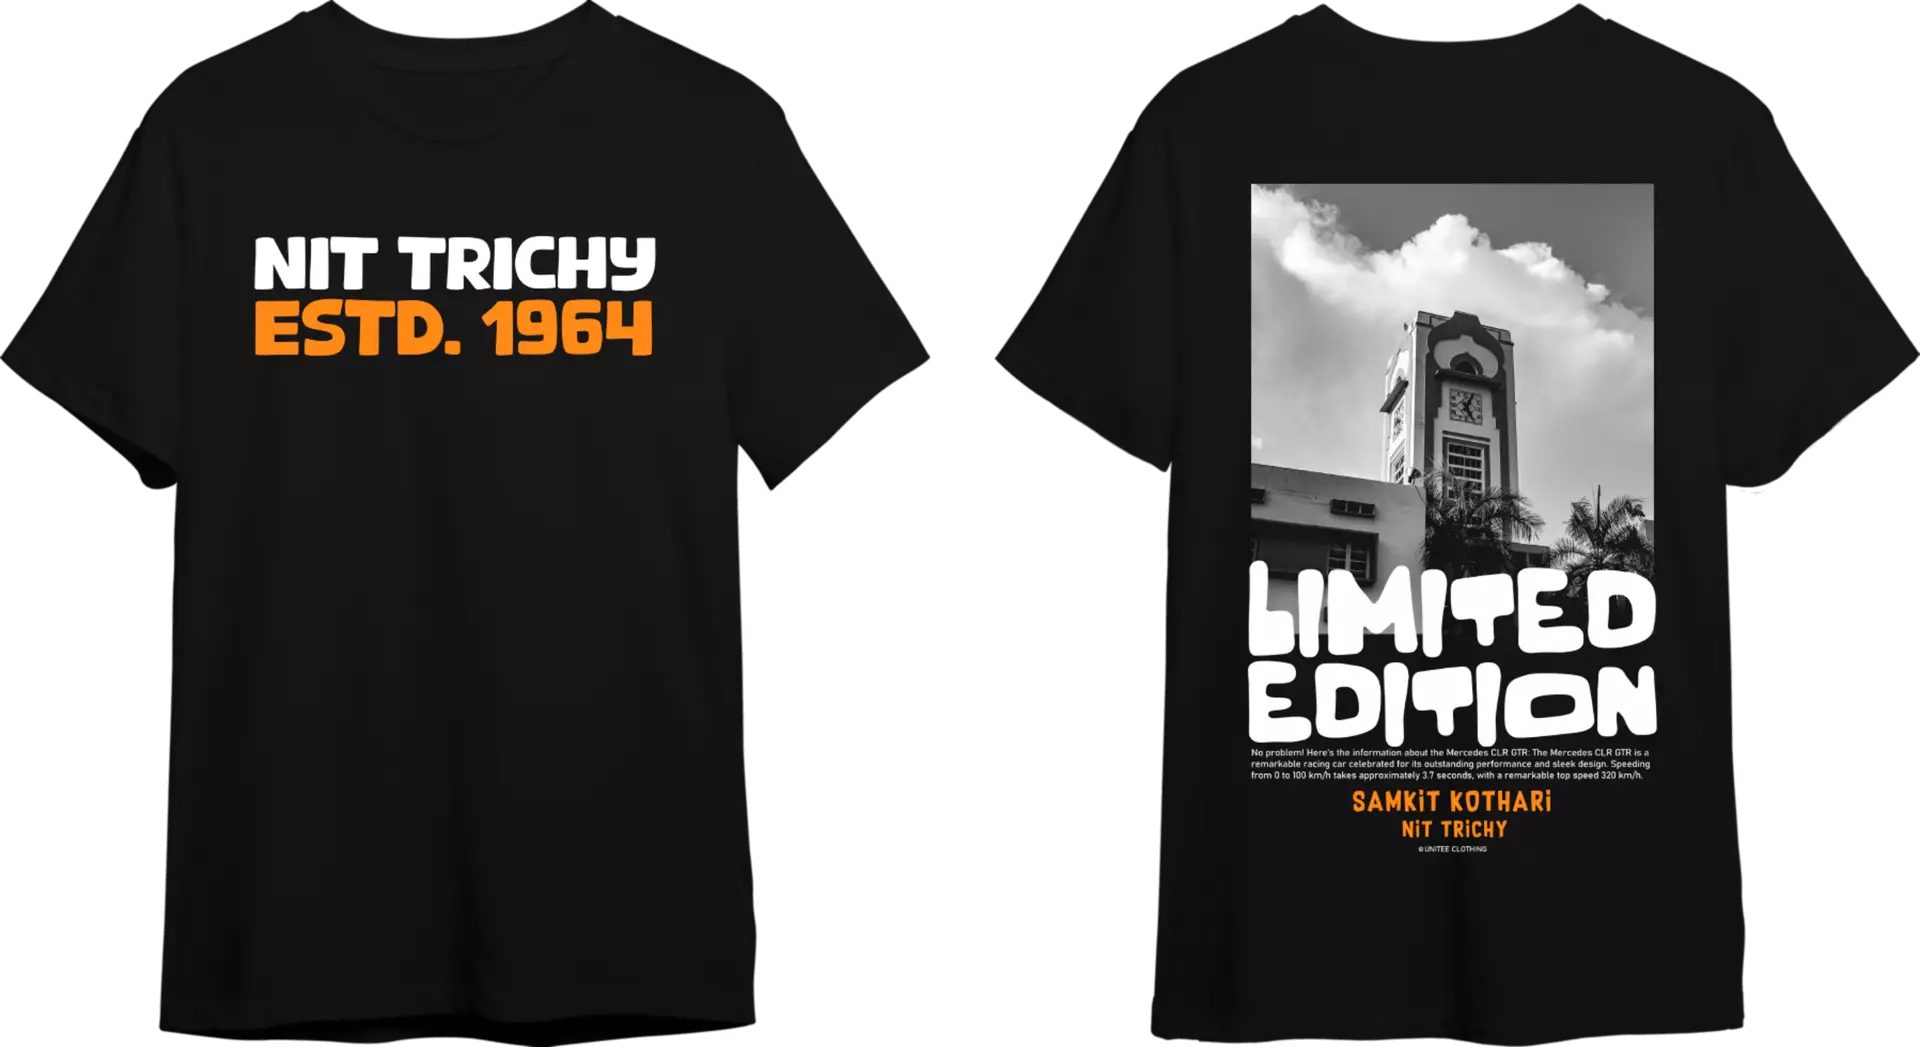 NIT TRICHY
ESTD. 1964
LIMITED
EDITION
No problem! Here's the information about the Mercedes CLR GTR: The Mercedes CLR GTR is a
remarkable racing car celebrated for its outstanding performance and sleek design. Speeding
from 0 to 100 km/h takes approximately 3.7 seconds, with a remarkable top speed 320 km/h.
SAMKiT KOTHARi
NiT TRiCHY
©UNITEE CLOTHING